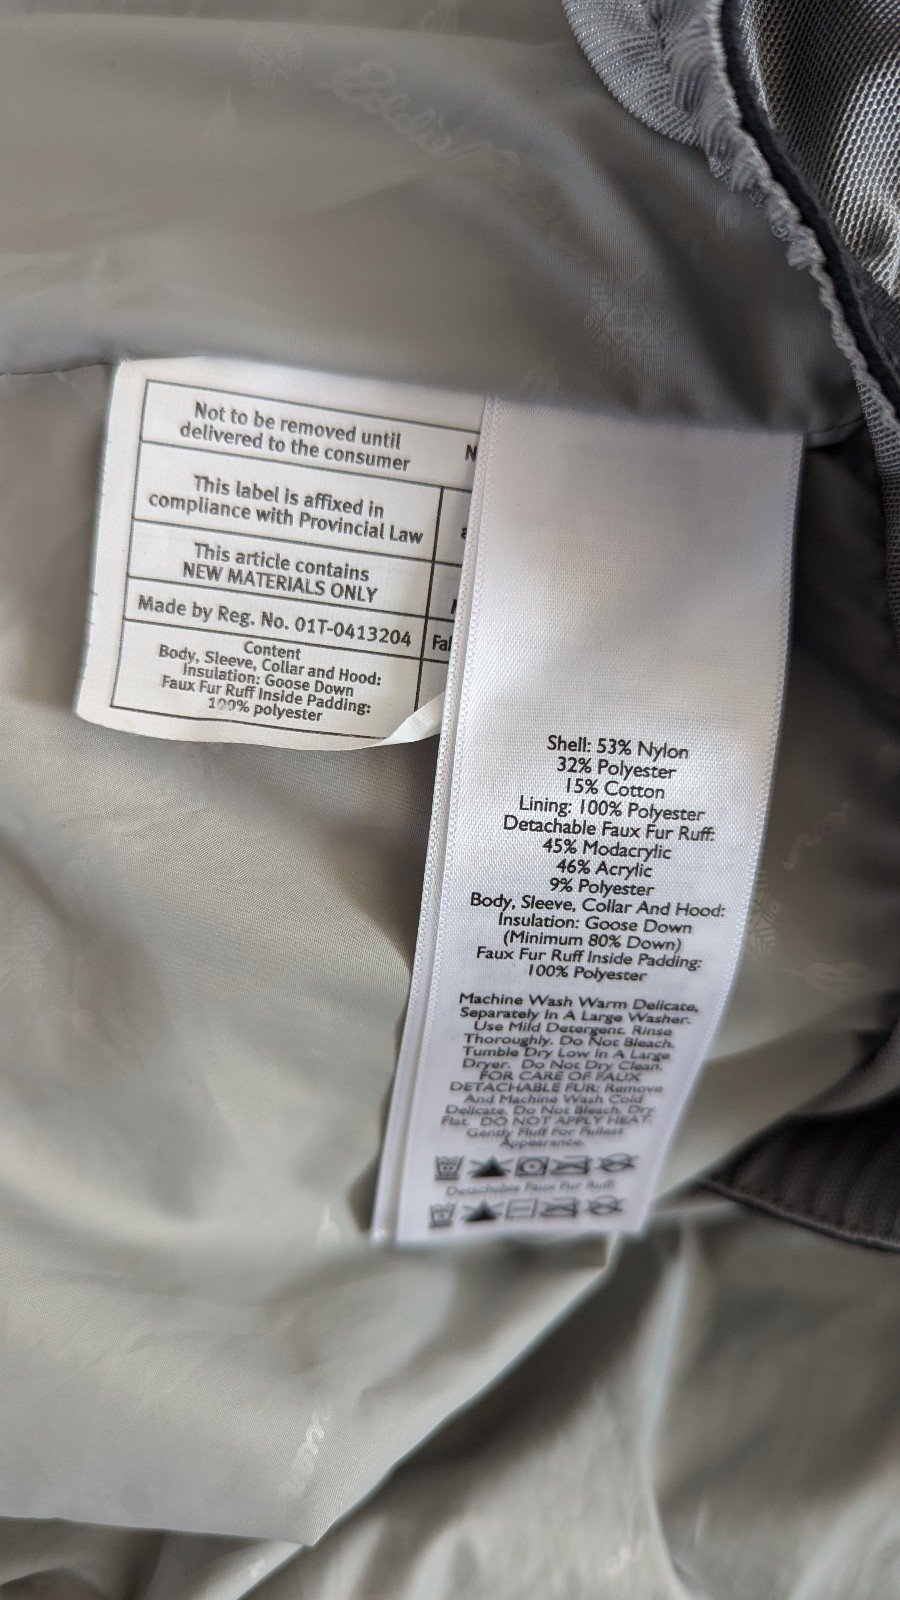 Eddie
Not to be removed until
delivered to the consumer
N
This label is affixed in
compliance with Provincial Law
a
This article contains
NEW MATERIALS ONLY
Made by Reg. No. 01T-0413204
Fal
Content
Body, Sleeve, Collar and Hood:
Insulation: Goose Down
Faux Fur Ruff Inside Padding:
100% polyester
Shell: 53% Nylon
32% Polyester
15% Cotton
Lining: 100% Polyester
Detachable Faux Fur Ruff:
45% Modacrylic
46% Acrylic
9% Polyester
Body, Sleeve, Collar And Hood:
Insulation: Goose Down
(Minimum 80% Down)
Faux Fur Ruff Inside Padding:
100% Polyester
Machine Wash Warm Delicate,
Separately In A Large Washer.
Use Mild Detergent. Rinse
Thoroughly. Do Not Bleach.
Tumble Dry Low In A Large
Dryer. Do Not Dry Clean.
FOR CARE OF FAUX
DETACHABLE FUR: Remove
And Machine Wash Cold
Delicate. Do Not Bleach. Dry
Flat. DO NOT APPLY HEAT.
Gently Fluff For Fullest
Appearance.
Detachable Faux Fur Ruff: